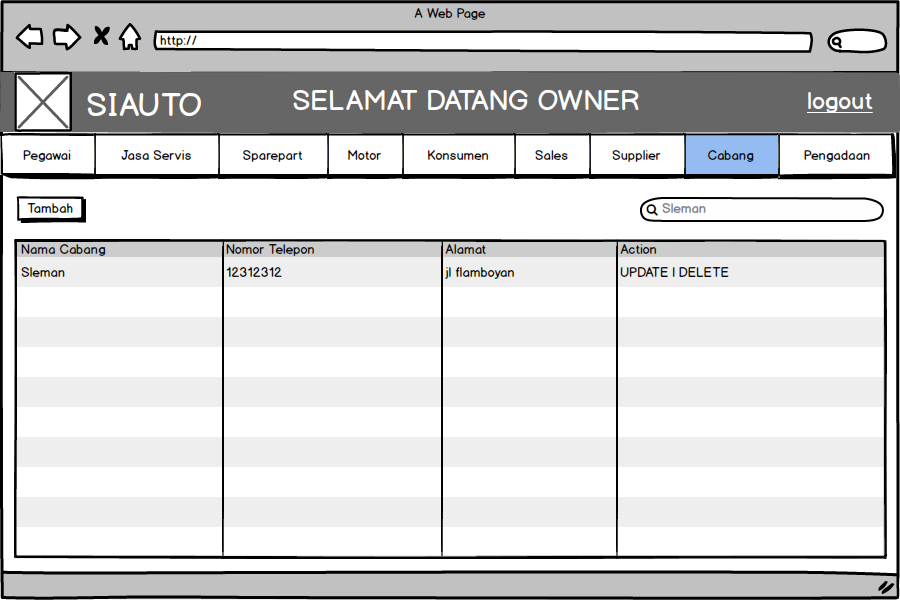 A Web Page
http://
SIAUTO SELAMAT DATANG OWNER logout
Pegawai Jasa Servis Sparepart Motor Konsumen Sales Supplier Cabang Pengadaan
Tambah Sleman
Nama Cabang Nomor Telepon Alamat Action
Sleman 12312312 jl flamboyan UPDATE | DELETE